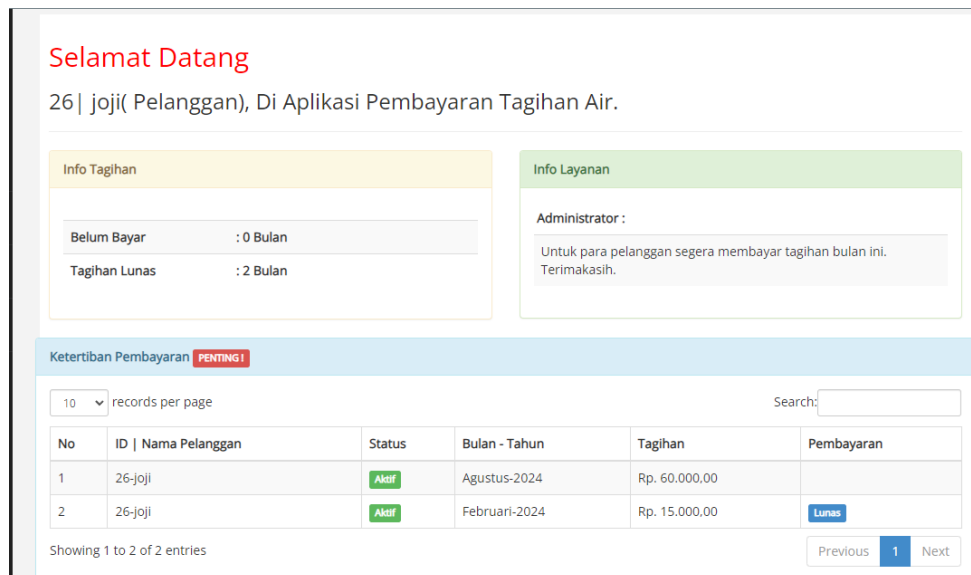 Selamat Datang
26| joji( Pelanggan), Di Aplikasi Pembayaran Tagihan Air.
Info Tagihan
Belum Bayar : 0 Bulan
Tagihan Lunas : 2 Bulan
Info Layanan
Administrator :
Untuk para pelanggan segera membayar tagihan bulan ini.
Terimakasih.
Ketertiban Pembayaran PENTING !
10 records per page Search:
No ID | Nama Pelanggan Status Bulan - Tahun Tagihan Pembayaran
1 26-joji Aktif Agustus-2024 Rp. 60.000,00
2 26-joji Aktif Februari-2024 Rp. 15.000,00 Lunas
Showing 1 to 2 of 2 entries Previous 1 Next